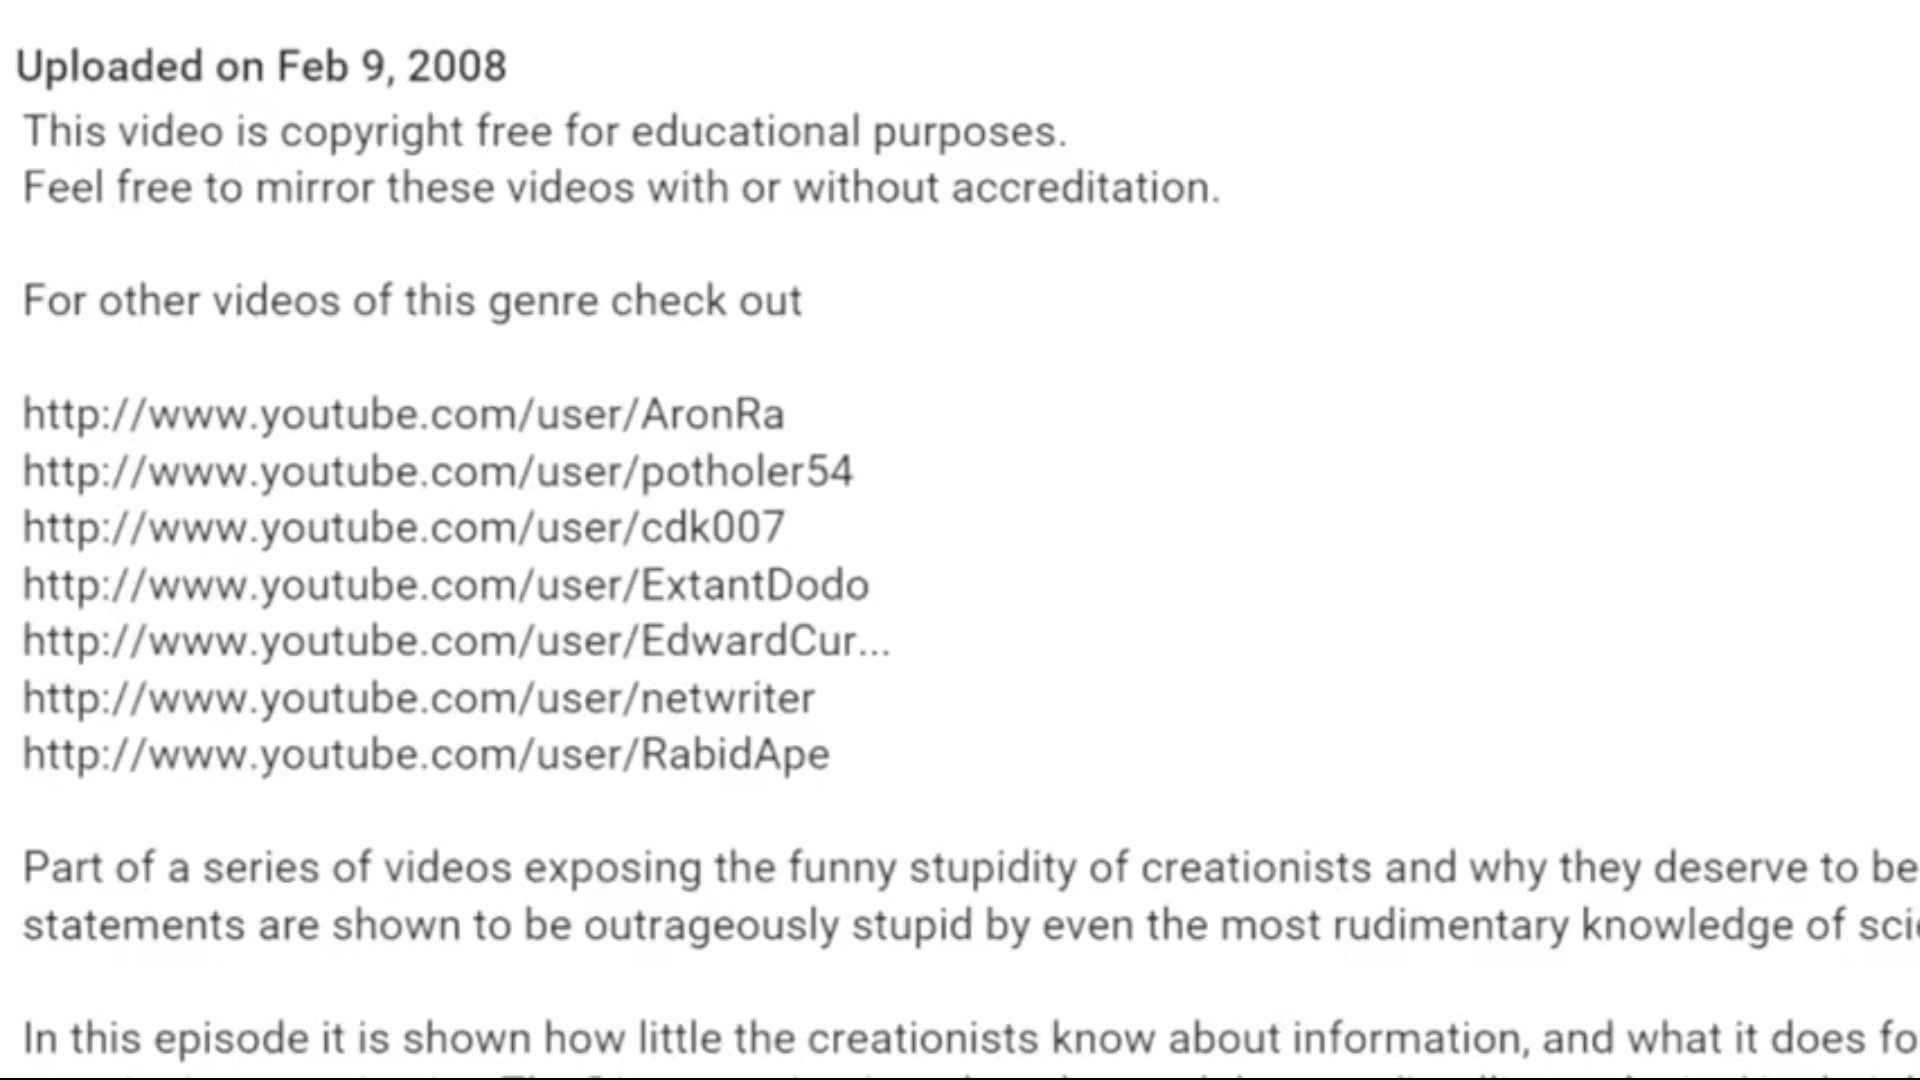 Uploaded on Feb 9, 2008
This video is copyright free for educational purposes.
Feel free to mirror these videos with or without accreditation.
For other videos of this genre check out
http://www.youtube.com/user/AronRa
http://www.youtube.com/user/potholer54
http://www.youtube.com/user/cdk007
http://www.youtube.com/user/ExtantDodo
http://www.youtube.com/user/EdwardCur...
http://www.youtube.com/user/netwriter
http://www.youtube.com/user/RabidApe
Part of a series of videos exposing the funny stupidity of creationists and why they deserve to be
statements are shown to be outrageously stupid by even the most rudimentary knowledge of
In this episode it is shown how little the creationists know about information, and what it does